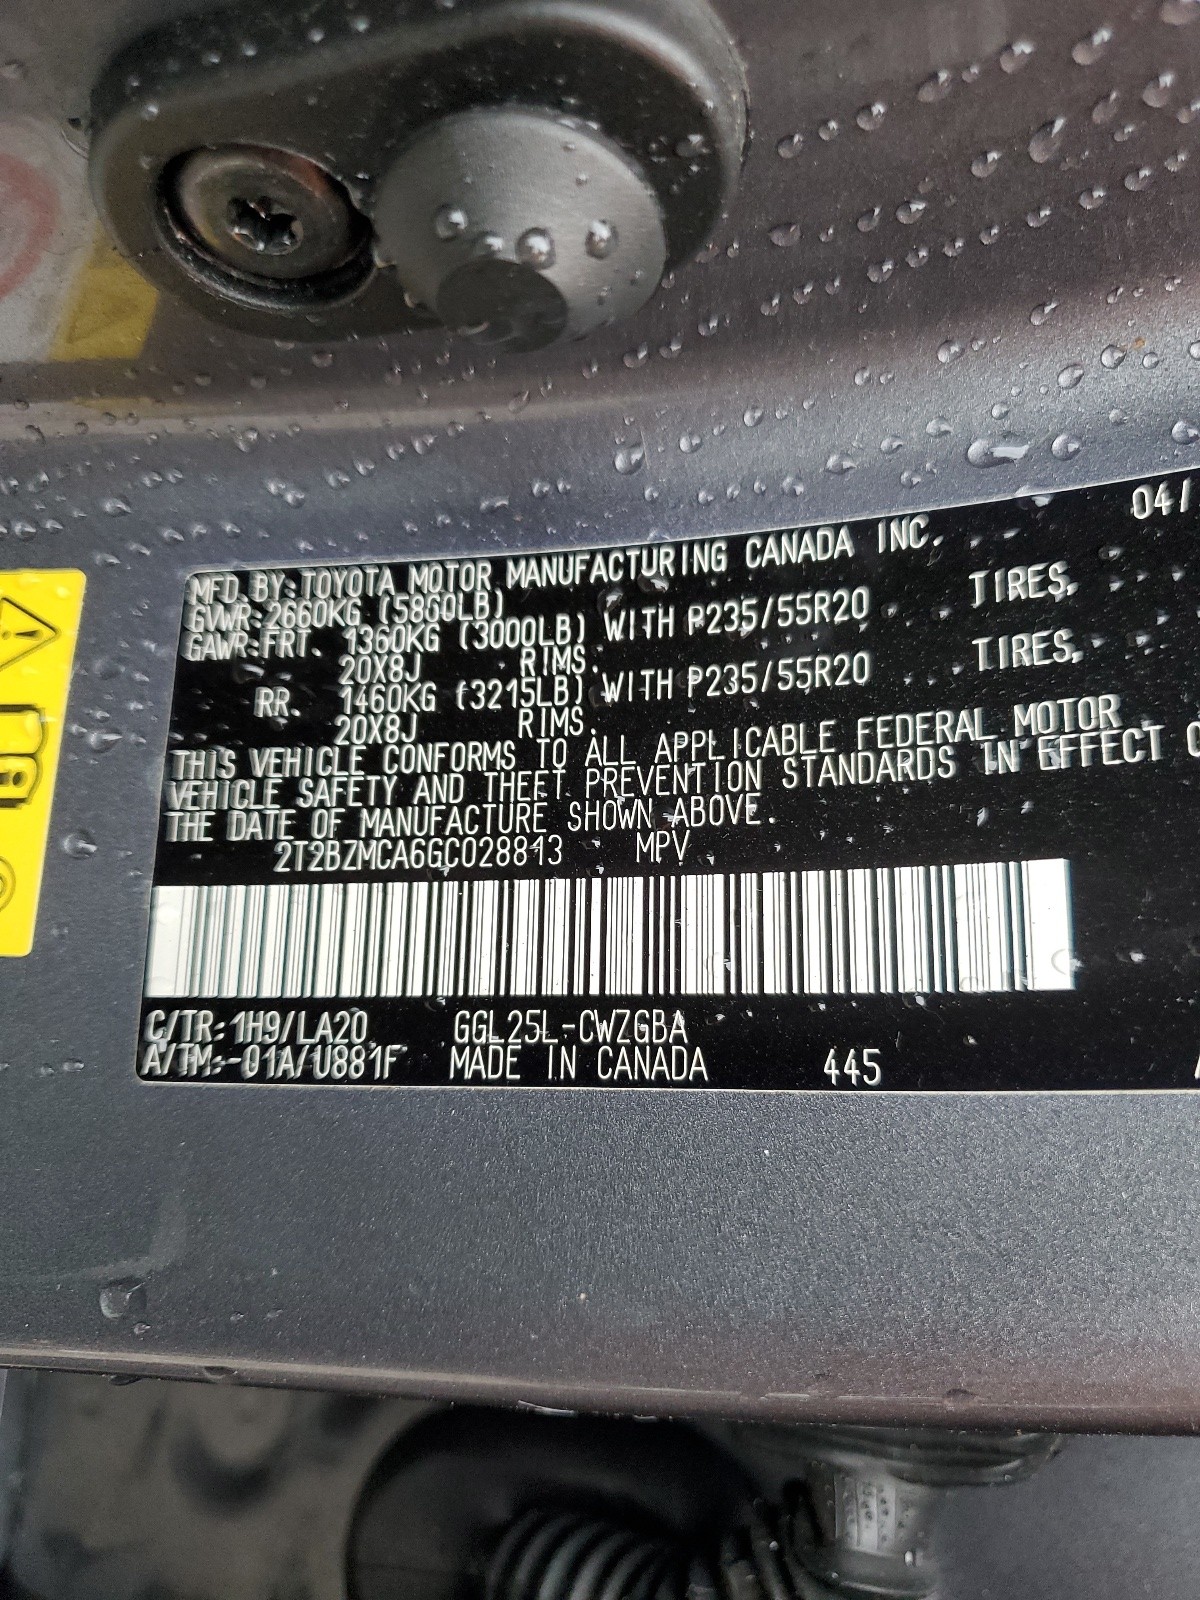 04/
MFD. BY: TOYOTA MOTOR MANUFACTURING CANADA INC.
GVWR: 2660KG (5860LB)
GAWR: FRT. 1360KG (3000LB) WITH P235/55R20 TIRES,
20X8J RIMS.
RR. 1460KG (3215LB) WITH P235/55R20 TIRES,
20X8J RIMS.
THIS VEHICLE CONFORMS TO ALL APPLICABLE FEDERAL MOTOR
VEHICLE SAFETY AND THEFT PREVENTION STANDARDS IN EFFECT
THE DATE OF MANUFACTURE SHOWN ABOVE.
2T2BZMCA6GC028813 MPV
C/TR: 1H9/LA20 GGL25L-CWZGBA
A/TM: -01A/U881F MADE IN CANADA 445